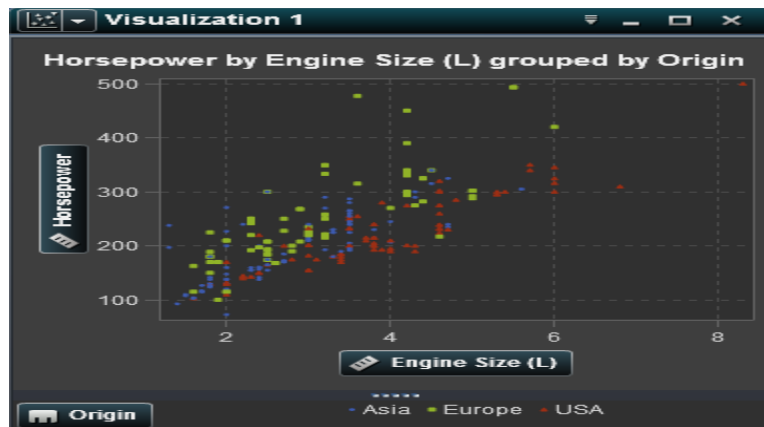 Visualization 1
Horsepower by Engine Size (L) grouped by Origin
500
400
300
200
100
Horsepower
2 4 6 8
Engine Size (L)
Origin
Asia Europe USA